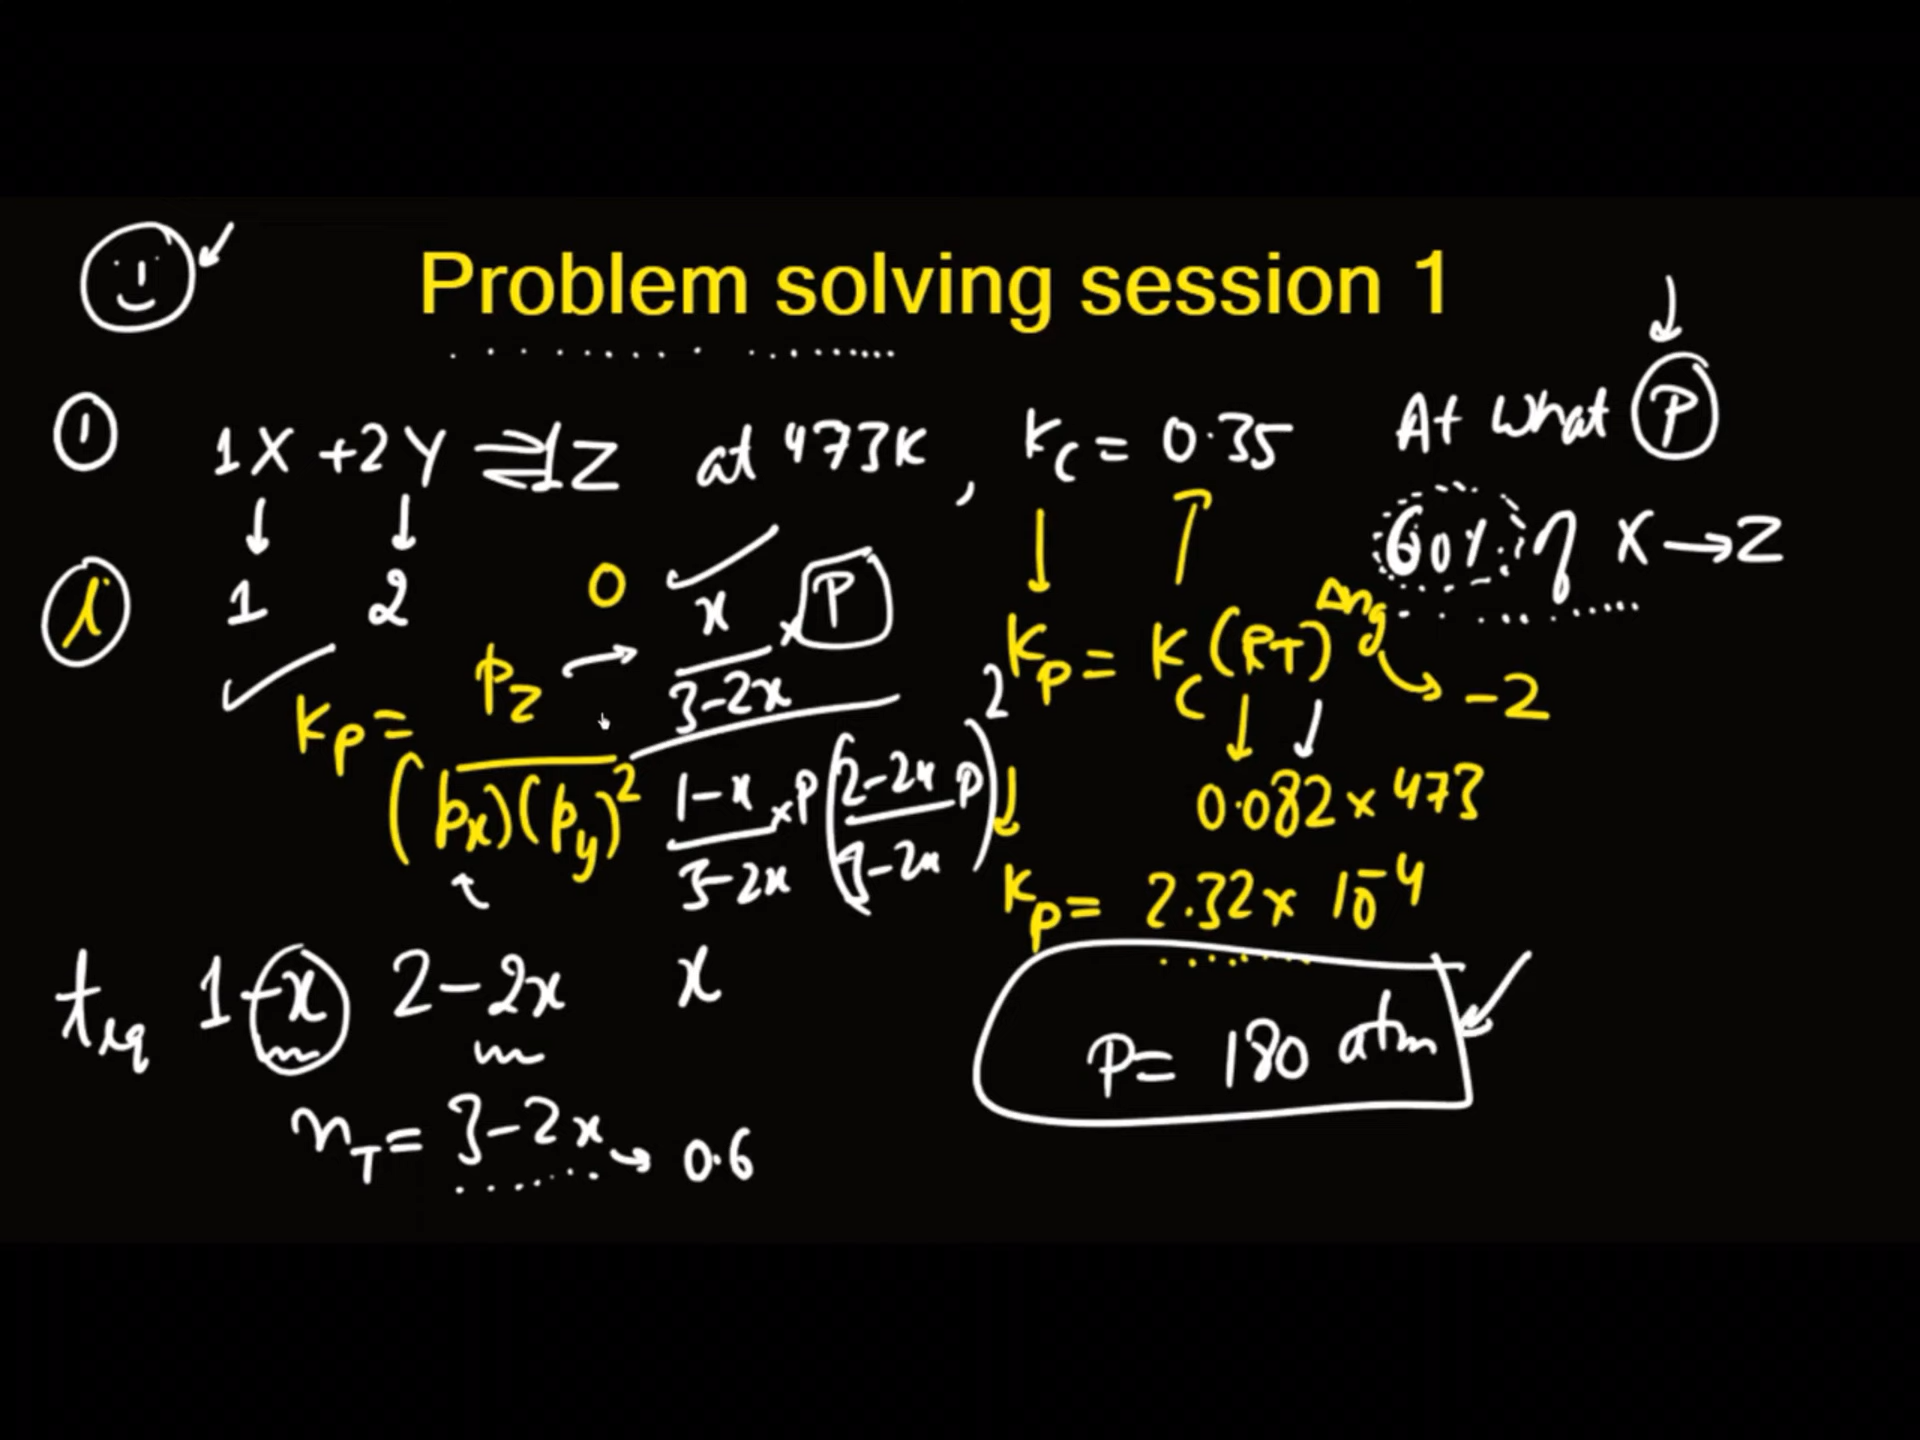 Problem solving session 1
① 1X + 2Y ⇌ 1Z at 473K, Kc = 0.35 At what P
60% of X → Z
i 1 2 0
Kp = pZ / (px)(py)² → x/3-2x × P / 1-x/3-2x × P (2-2x/3-2x P)²
Kp = Kc (RT)^Δng → -2
0.082 × 473
Kp = 2.32 × 10⁻⁴
teq 1-x 2-2x x
P = 180 atm
nT = 3-2x → 0.6